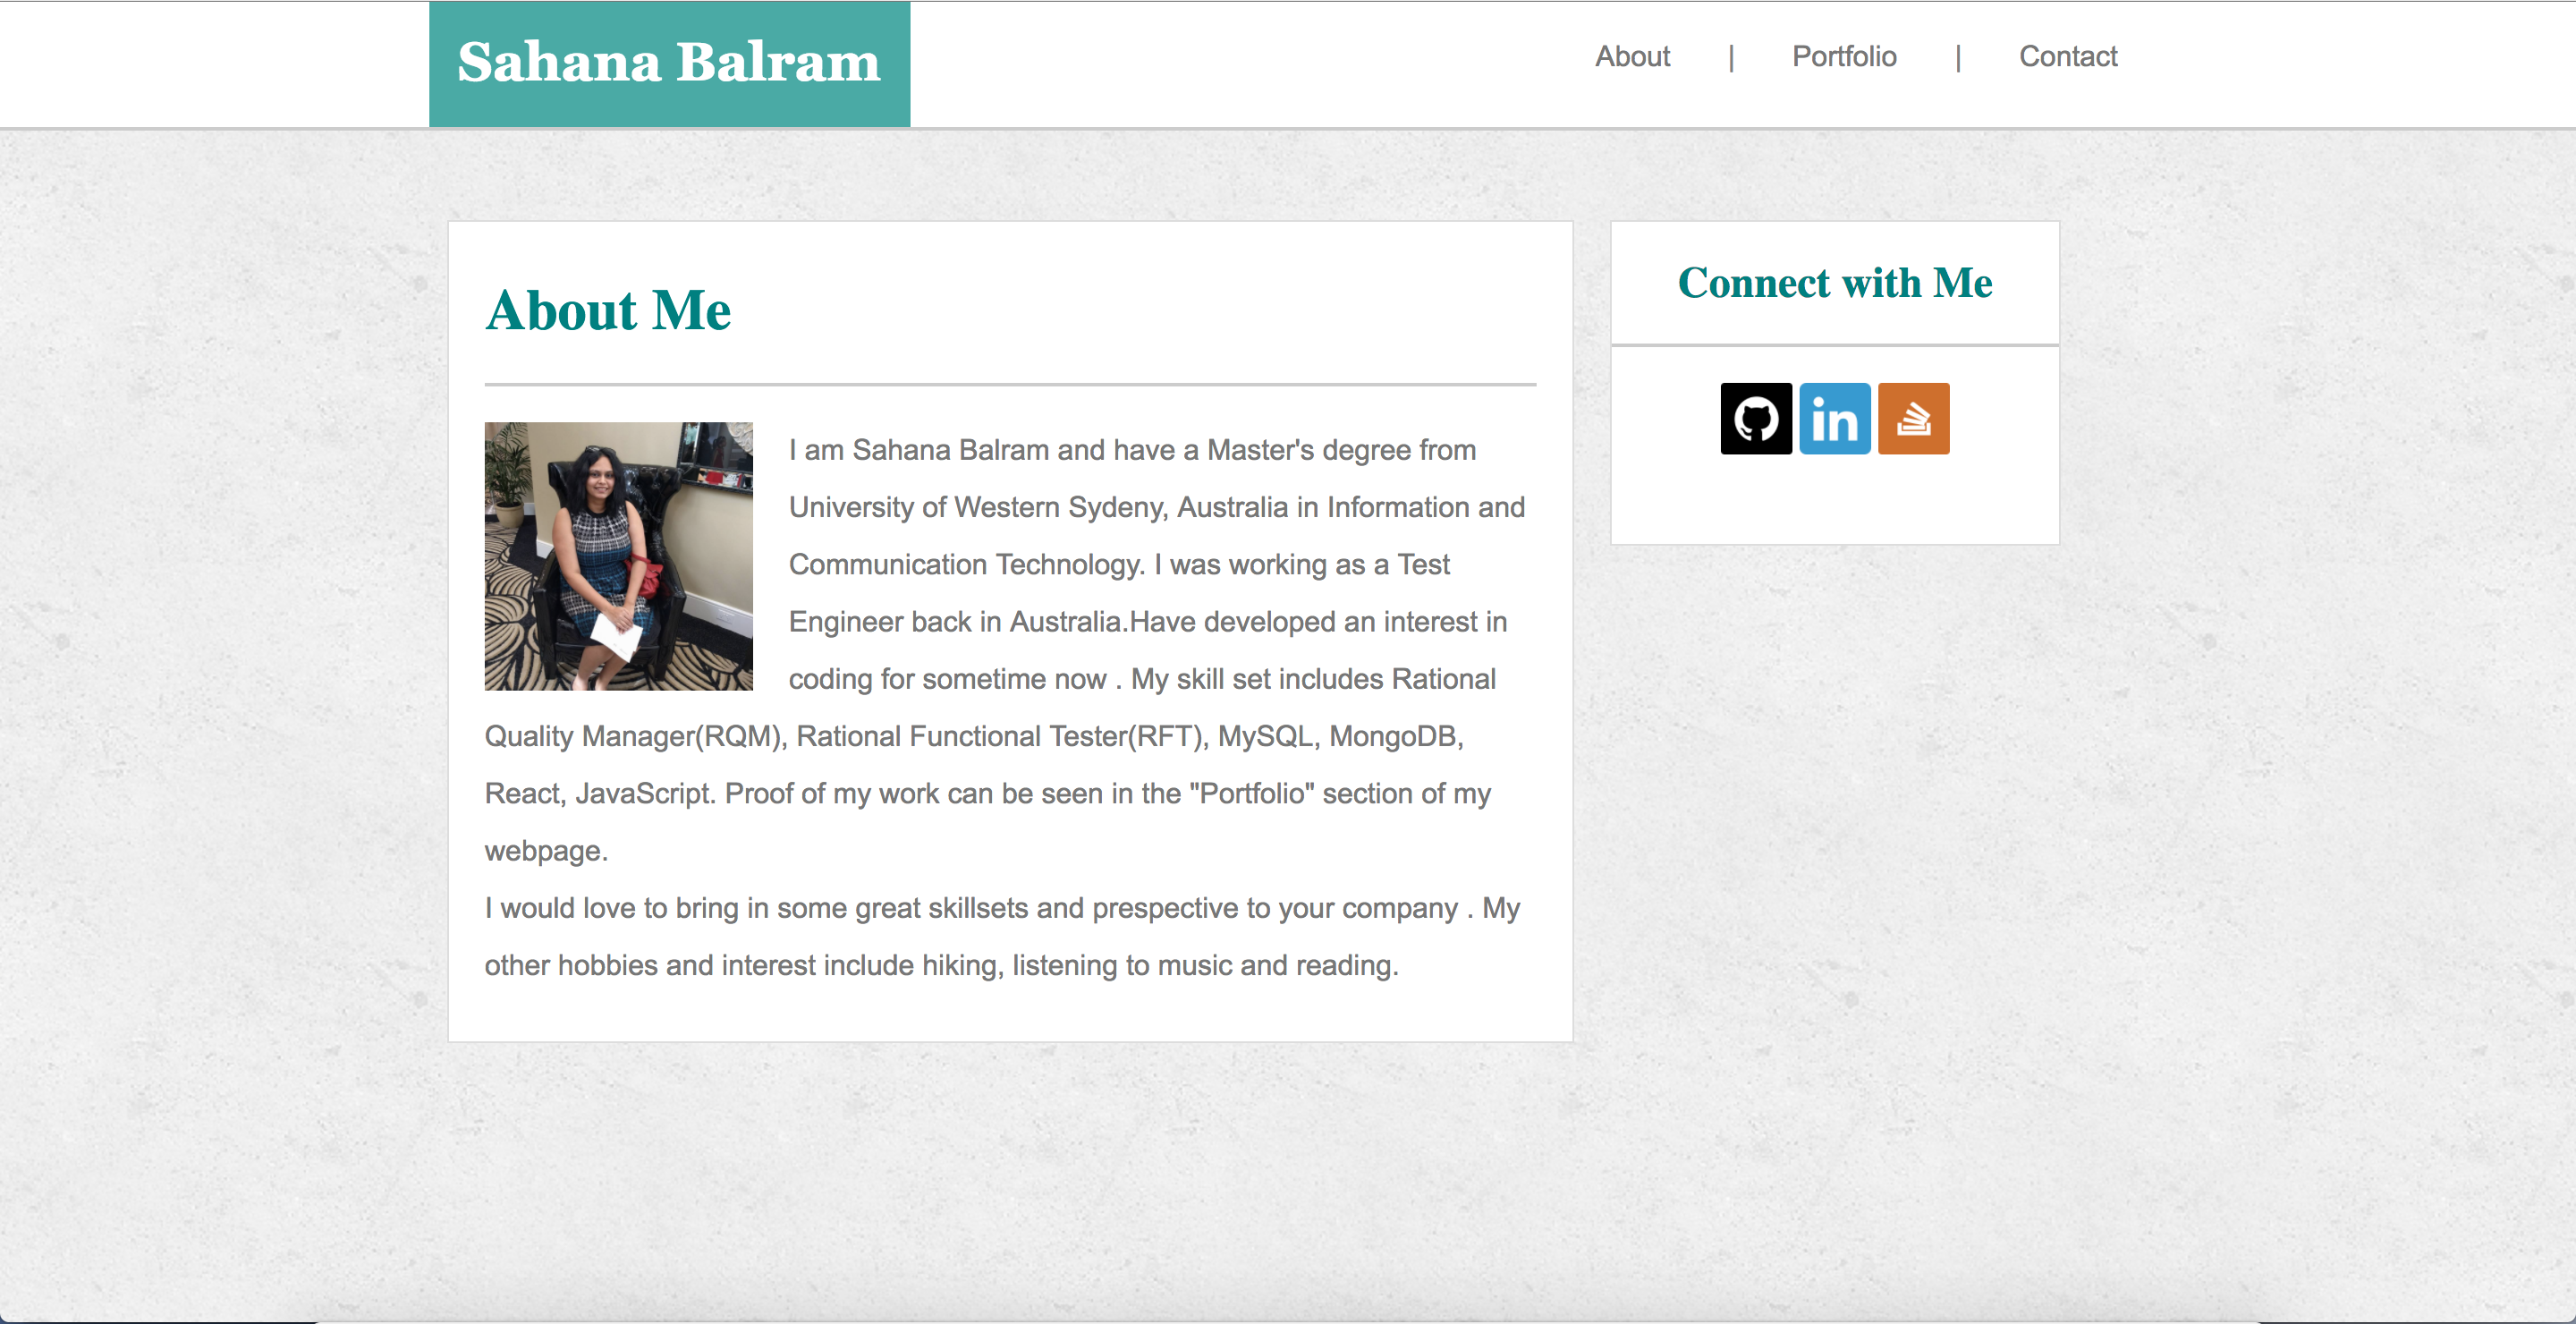 Sahana Balram
About | Portfolio | Contact
About Me
I am Sahana Balram and have a Master's degree from
University of Western Sydeny, Australia in Information and
Communication Technology. I was working as a Test
Engineer back in Australia.Have developed an interest in
coding for sometime now . My skill set includes Rational
Quality Manager(RQM), Rational Functional Tester(RFT), MySQL, MongoDB,
React, JavaScript. Proof of my work can be seen in the "Portfolio" section of my
webpage.
I would love to bring in some great skillsets and prespective to your company . My
other hobbies and interest include hiking, listening to music and reading.
Connect with Me
in